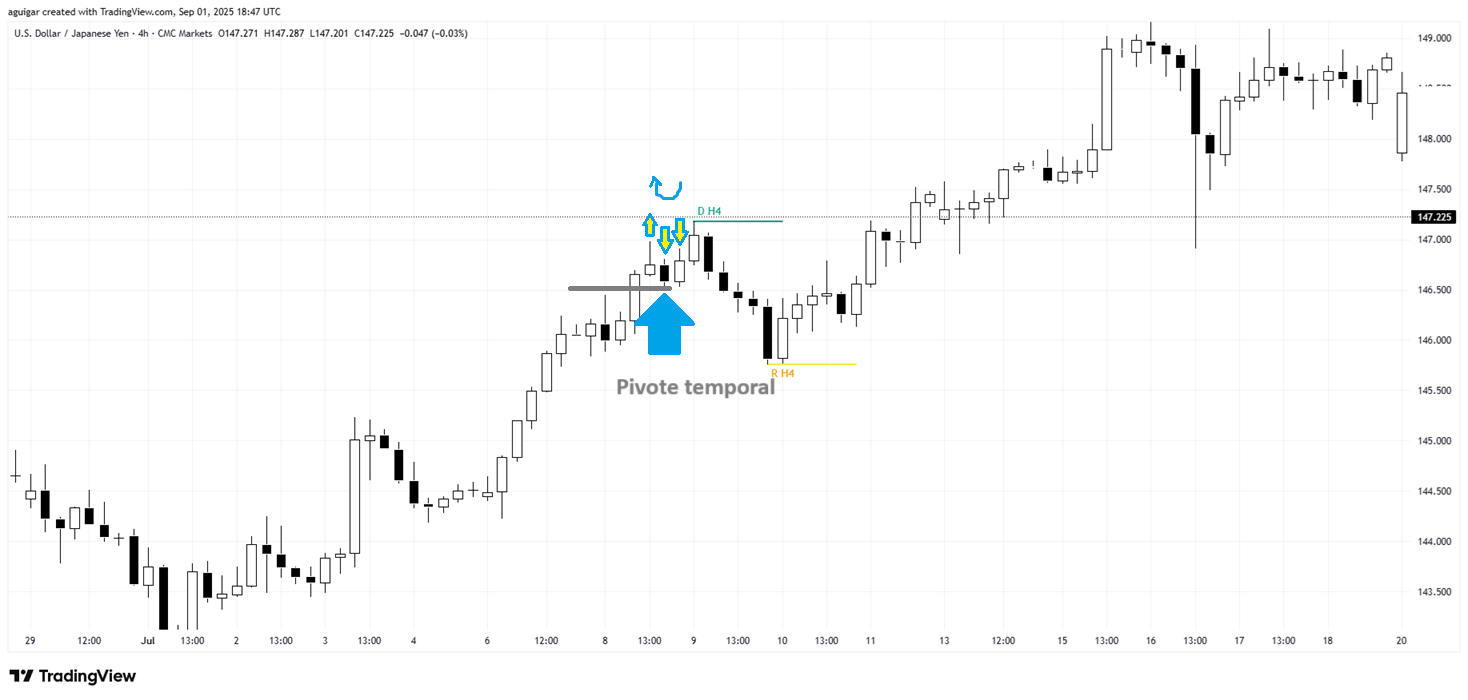 aguigar created with TradingView.com, Sep 01, 2025 18:47 UTC
U.S. Dollar / Japanese Yen · 4h · CMC Markets O147.271 H147.287 L147.201 C147.225 −0.047 (−0.03%)
149.000
148.000
147.500
D H4
147.225
147.000
146.500
146.000
145.500
R H4
Pivote temporal
145.000
144.500
144.000
143.500
29 12:00 Jul 13:00 2 13:00 3 13:00 4 6 12:00 8 13:00 9 13:00 10 13:00 11 13 12:00 15 13:00 16 13:00 17 13:00 18 20
TradingView